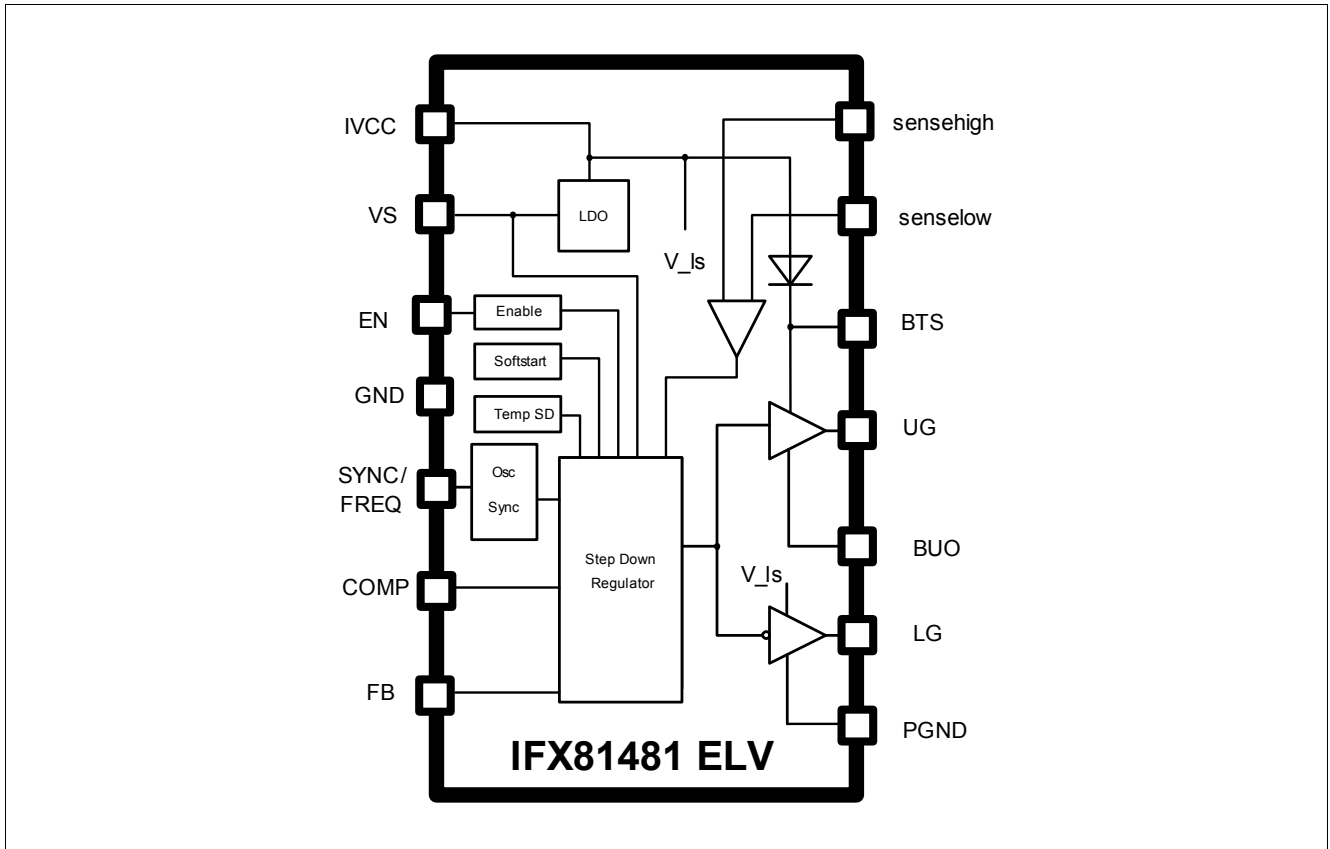 IVCC
VS
EN
GND
SYNC/
FREQ
COMP
FB
LDO
Enable
Softstart
Temp SD
Osc
Sync
Step Down
Regulator
V_ls
V_ls
sensehigh
senselow
BTS
UG
BUO
LG
PGND
IFX81481 ELV